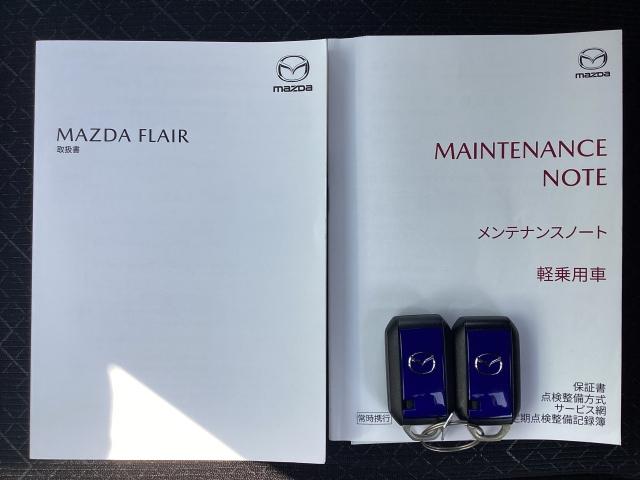 mazda
MAZDA FLAIR
取扱書
mazda
MAINTENANCE
NOTE
メンテナンスノート
軽乗用車
保証書
点検整備方式
サービス網
定期点検整備記録簿
常時携行